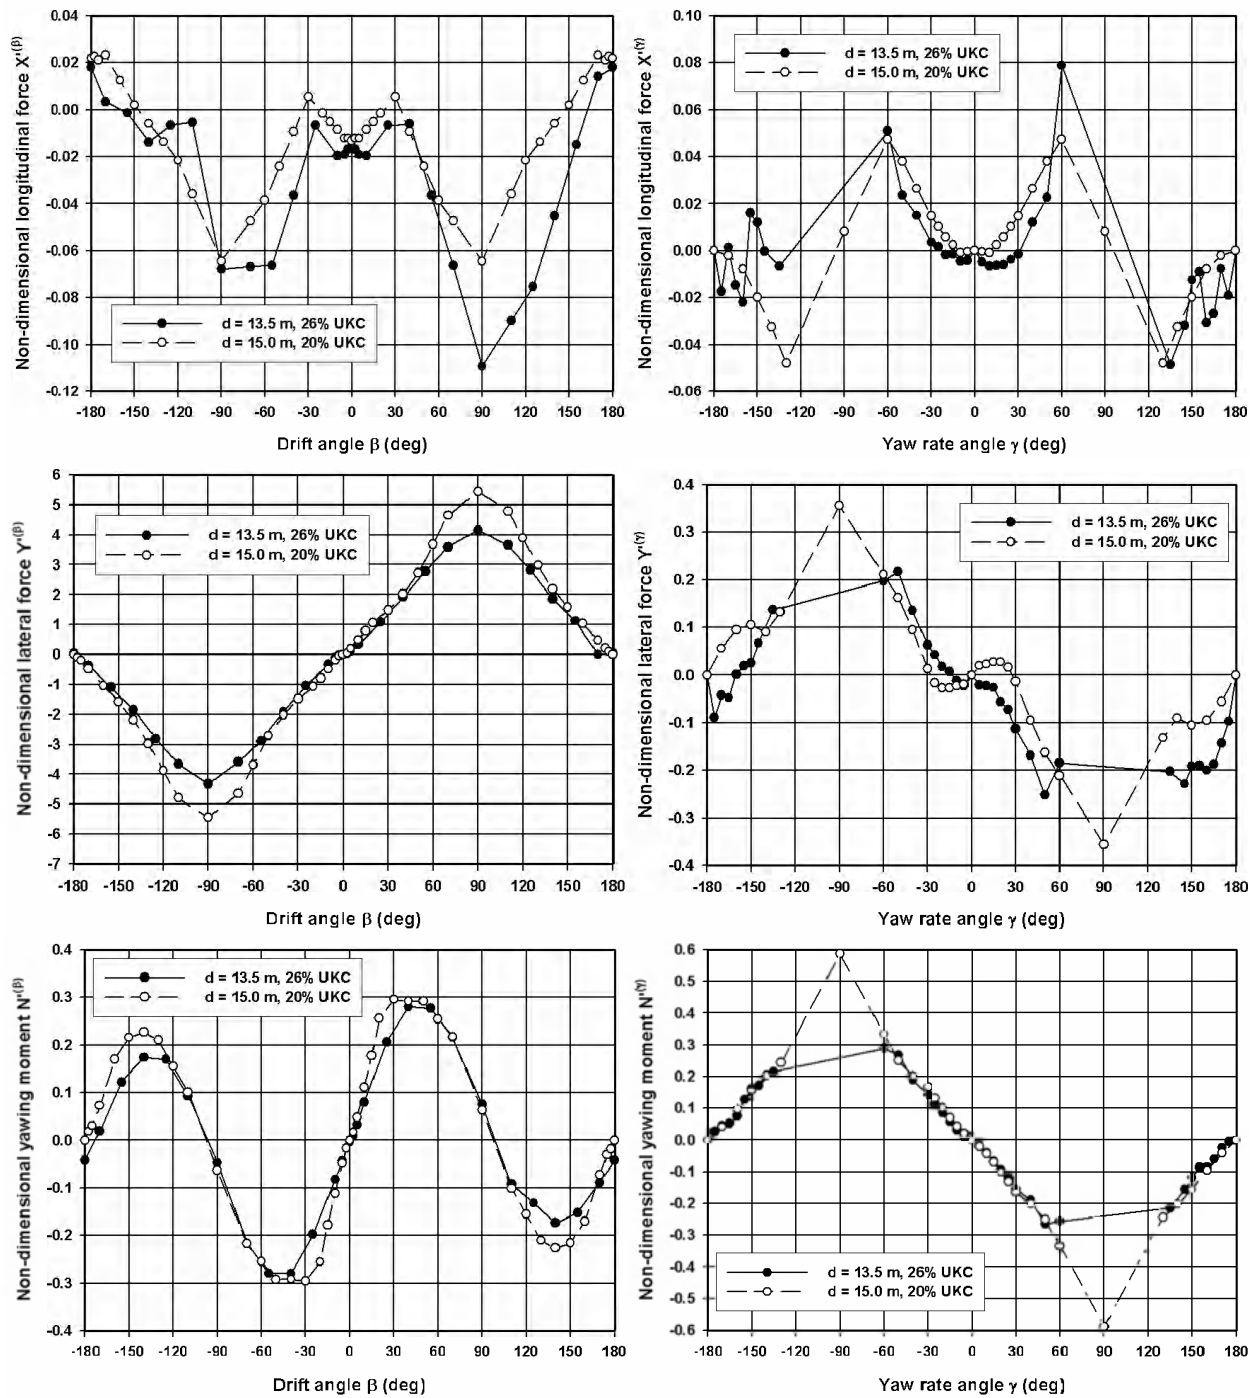 Non-dimensional longitudinal force X'(β)
0.04
0.02
0.00
-0.02
-0.04
-0.06
-0.08
-0.10
-0.12
d = 13.5 m, 26% UKC
d = 15.0 m, 20% UKC
-180 -150 -120 -90 -60 -30 0 30 60 90 120 150 180
Drift angle β (deg)
Non-dimensional longitudinal force X'(γ)
0.10
0.08
0.06
0.04
0.02
0.00
-0.02
-0.04
-0.06
d = 13.5 m, 26% UKC
d = 15.0 m, 20% UKC
-180 -150 -120 -90 -60 -30 0 30 60 90 120 150 180
Yaw rate angle γ (deg)
Non-dimensional lateral force Y'(β)
6
5
4
3
2
1
0
-1
-2
-3
-4
-5
-6
-7
d = 13.5 m, 26% UKC
d = 15.0 m, 20% UKC
-180 -150 -120 -90 -60 -30 0 30 60 90 120 150 180
Drift angle β (deg)
Non-dimensional lateral force Y'(γ)
0.4
0.3
0.2
0.1
0.0
-0.1
-0.2
-0.3
-0.4
d = 13.5 m, 26% UKC
d = 15.0 m, 20% UKC
-180 -150 -120 -90 -60 -30 0 30 60 90 120 150 180
Yaw rate angle γ (deg)
Non-dimensional yawing moment N'(β)
0.4
0.3
0.2
0.1
0.0
-0.1
-0.2
-0.3
-0.4
d = 13.5 m, 26% UKC
d = 15.0 m, 20% UKC
-180 -150 -120 -90 -60 -30 0 30 60 90 120 150 180
Drift angle β (deg)
Non-dimensional yawing moment N'(γ)
0.6
0.5
0.4
0.3
0.2
0.1
0.0
-0.1
-0.2
-0.3
-0.4
-0.5
-0.6
d = 13.5 m, 26% UKC
d = 15.0 m, 20% UKC
-180 -150 -120 -90 -60 -30 0 30 60 90 120 150 180
Yaw rate angle γ (deg)